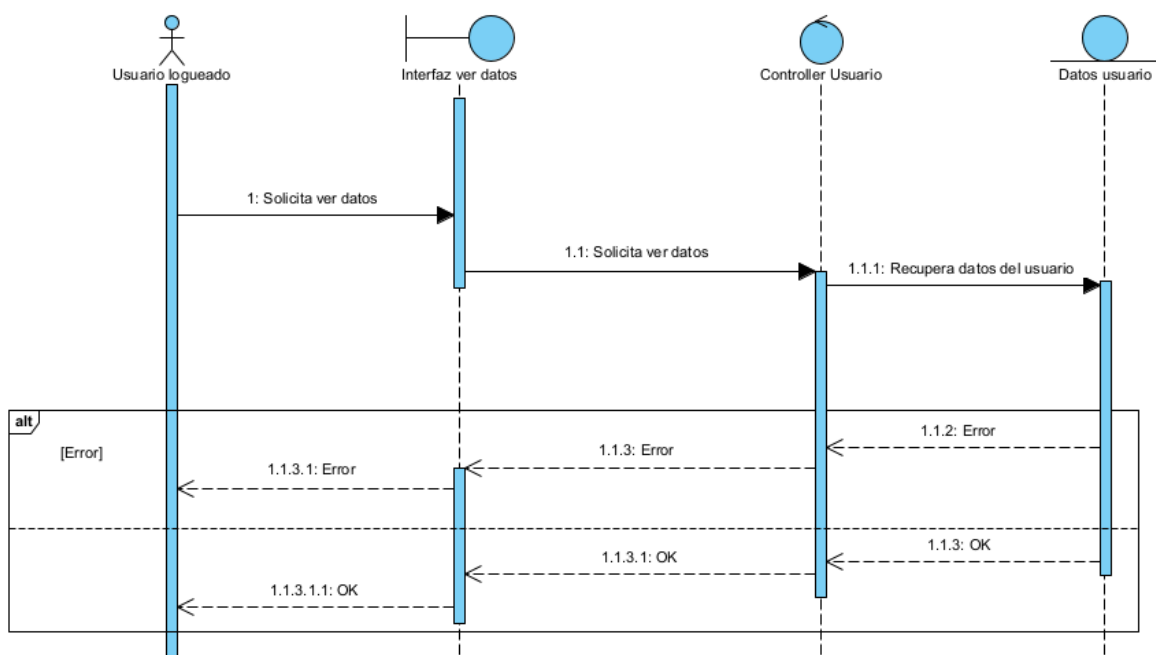 Usuario logueado
Interfaz ver datos
Controller Usuario
Datos usuario
1: Solicita ver datos
1.1: Solicita ver datos
1.1.1: Recupera datos del usuario
alt
[Error]
1.1.2: Error
1.1.3: Error
1.1.3.1: Error
1.1.3: OK
1.1.3.1: OK
1.1.3.1.1: OK